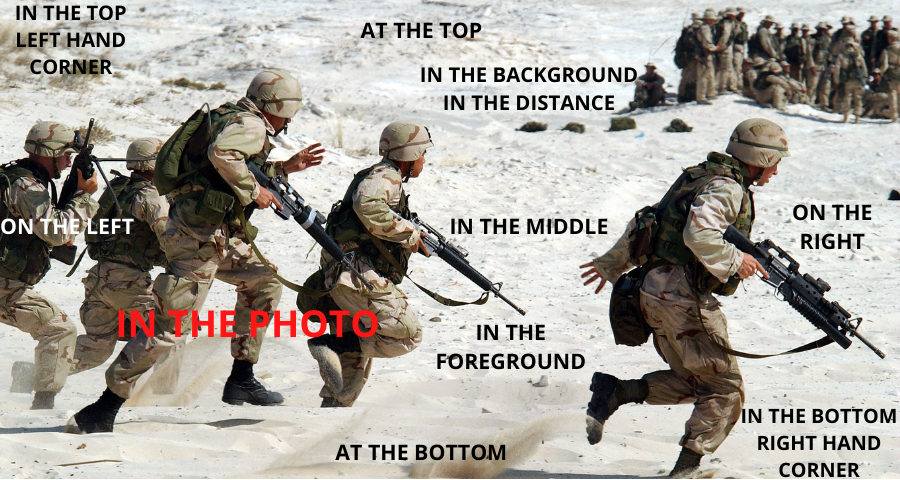 IN THE TOP
LEFT HAND
CORNER
AT THE TOP
IN THE BACKGROUND
IN THE DISTANCE
ON THE LEFT
IN THE MIDDLE
ON THE
RIGHT
IN THE PHOTO
IN THE
FOREGROUND
AT THE BOTTOM
IN THE BOTTOM
RIGHT HAND
CORNER